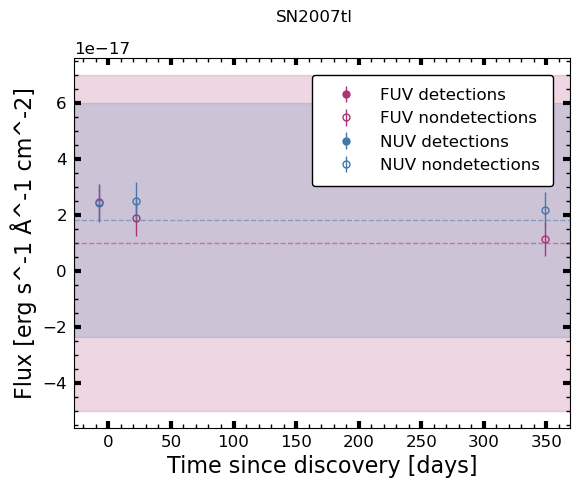 SN2007tl
1e−17
FUV detections
FUV nondetections
NUV detections
NUV nondetections
6
4
2
0
−2
−4
Flux [erg s^-1 Å^-1 cm^-2]
0 50 100 150 200 250 300 350
Time since discovery [days]